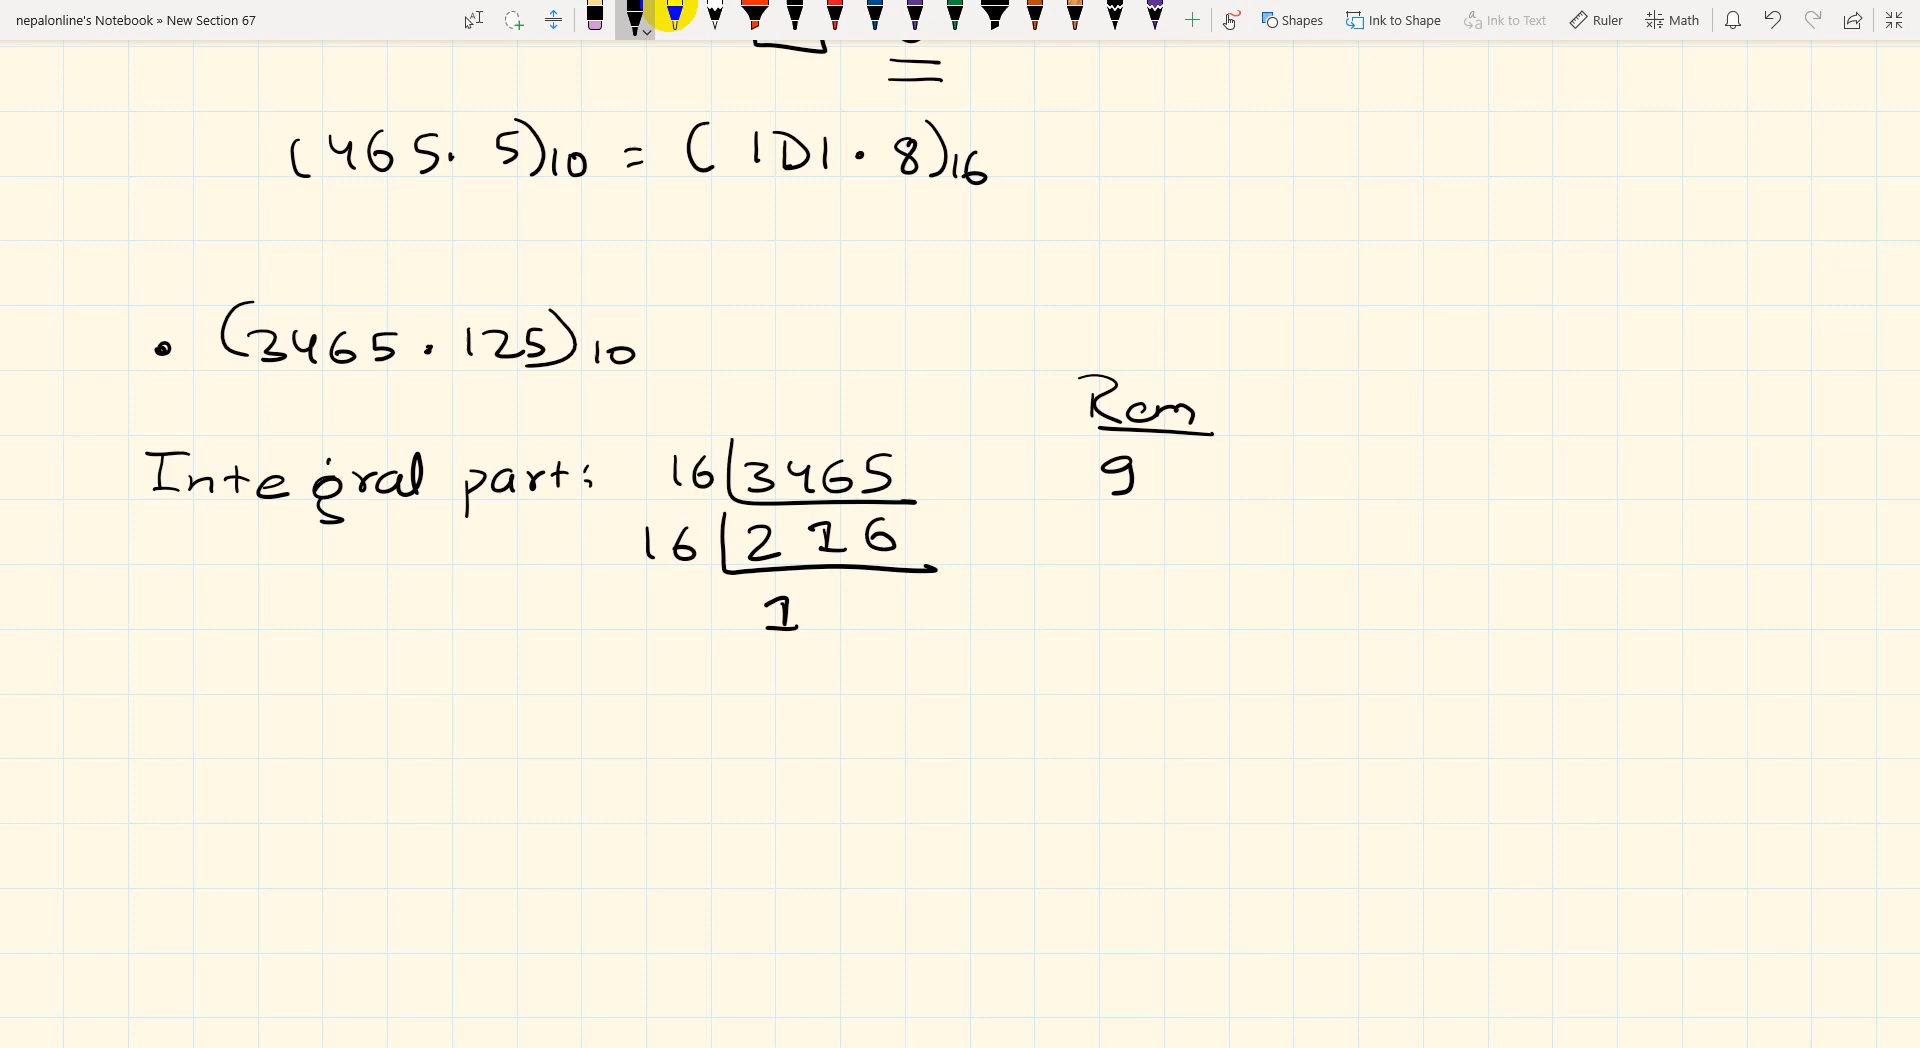 nepalonline's Notebook » New Section 67
Shapes Ink to Shape Ink to Text Ruler Math
(465. 5)10 = ( 1D1 . 8)16
• (3465 . 125)10
Rem
Integral part: 16 3465 9
16 216
1